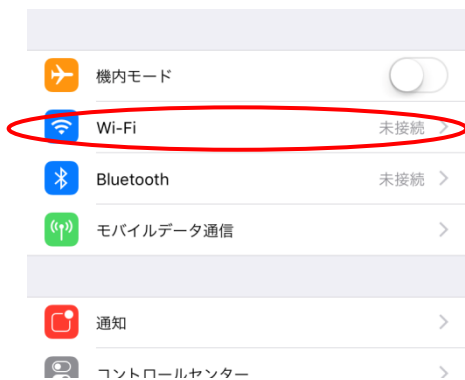 機内モード
Wi-Fi 未接続
Bluetooth 未接続
モバイルデータ通信
通知
コントロールセンター